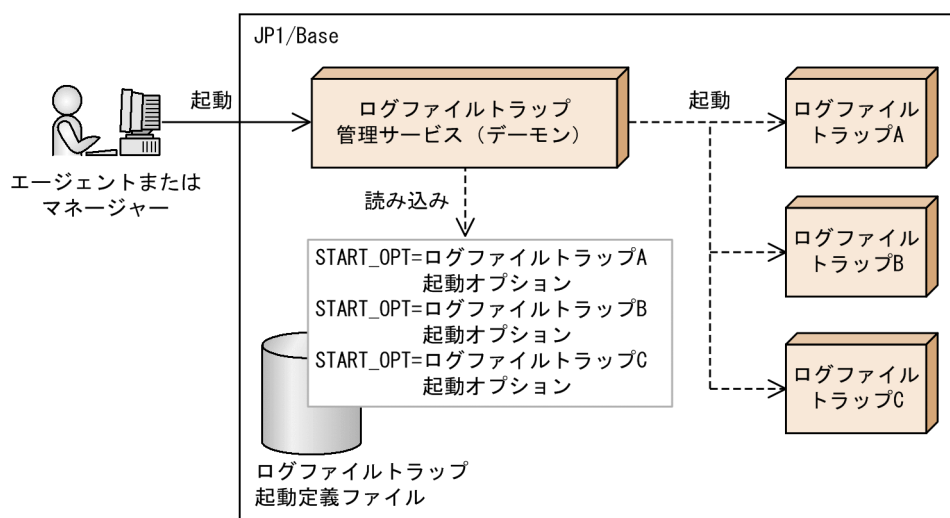 JP1/Base
起動
ログファイルトラップ
管理サービス（デーモン）
起動
ログファイル
トラップA
エージェントまたは
マネージャー
読み込み
START_OPT=ログファイルトラップA
起動オプション
START_OPT=ログファイルトラップB
起動オプション
START_OPT=ログファイルトラップC
起動オプション
ログファイル
トラップB
ログファイル
トラップC
ログファイルトラップ
起動定義ファイル